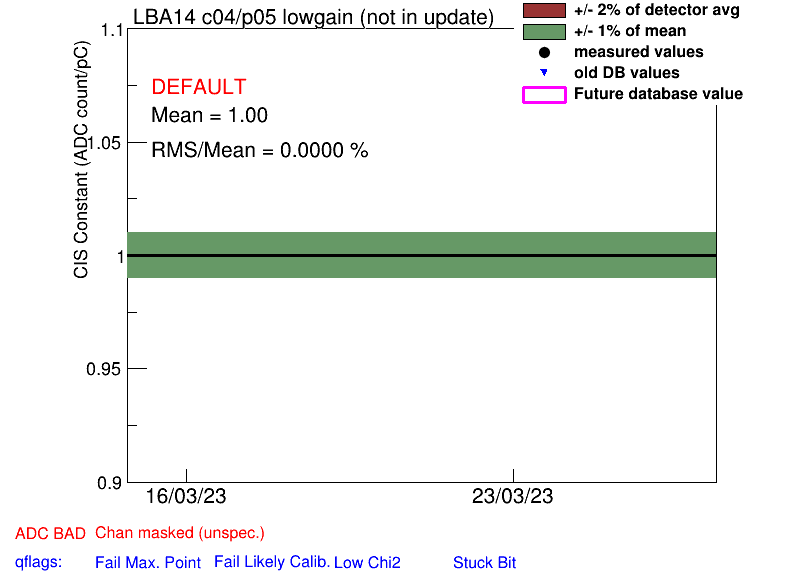 LBA14 c04/p05 lowgain (not in update)
+/- 2% of detector avg
+/- 1% of mean
measured values
old DB values
Future database value
DEFAULT
Mean = 1.00
RMS/Mean = 0.0000 %
CIS Constant (ADC count/pC)
1.1
1.05
1
0.95
0.9
16/03/23 23/03/23
ADC BAD Chan masked (unspec.)
qflags: Fail Max. Point Fail Likely Calib. Low Chi2 Stuck Bit